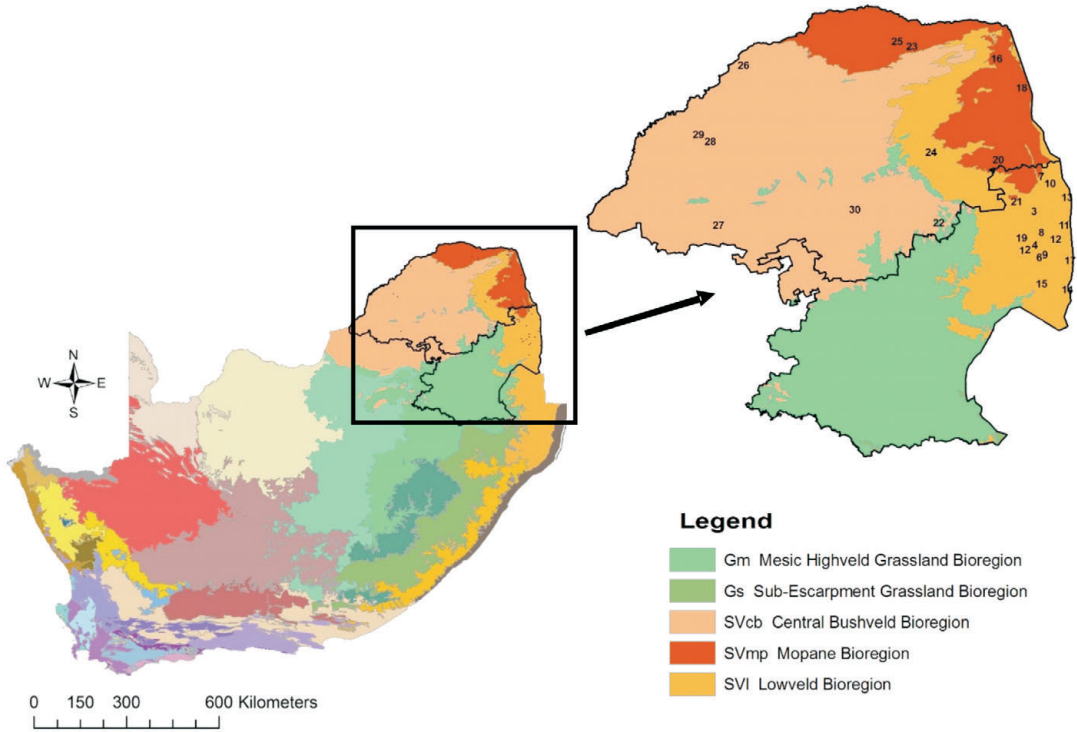 25
23
16
26
18
29
28
24
20
7
10
13
21
3
30
11
27
22
8
19
12
4
12
6
9
17
15
14
N
W E
S
0 150 300 600 Kilometers
Legend
Gm Mesic Highveld Grassland Bioregion
Gs Sub-Escarpment Grassland Bioregion
SVcb Central Bushveld Bioregion
SVmp Mopane Bioregion
SVl Lowveld Bioregion